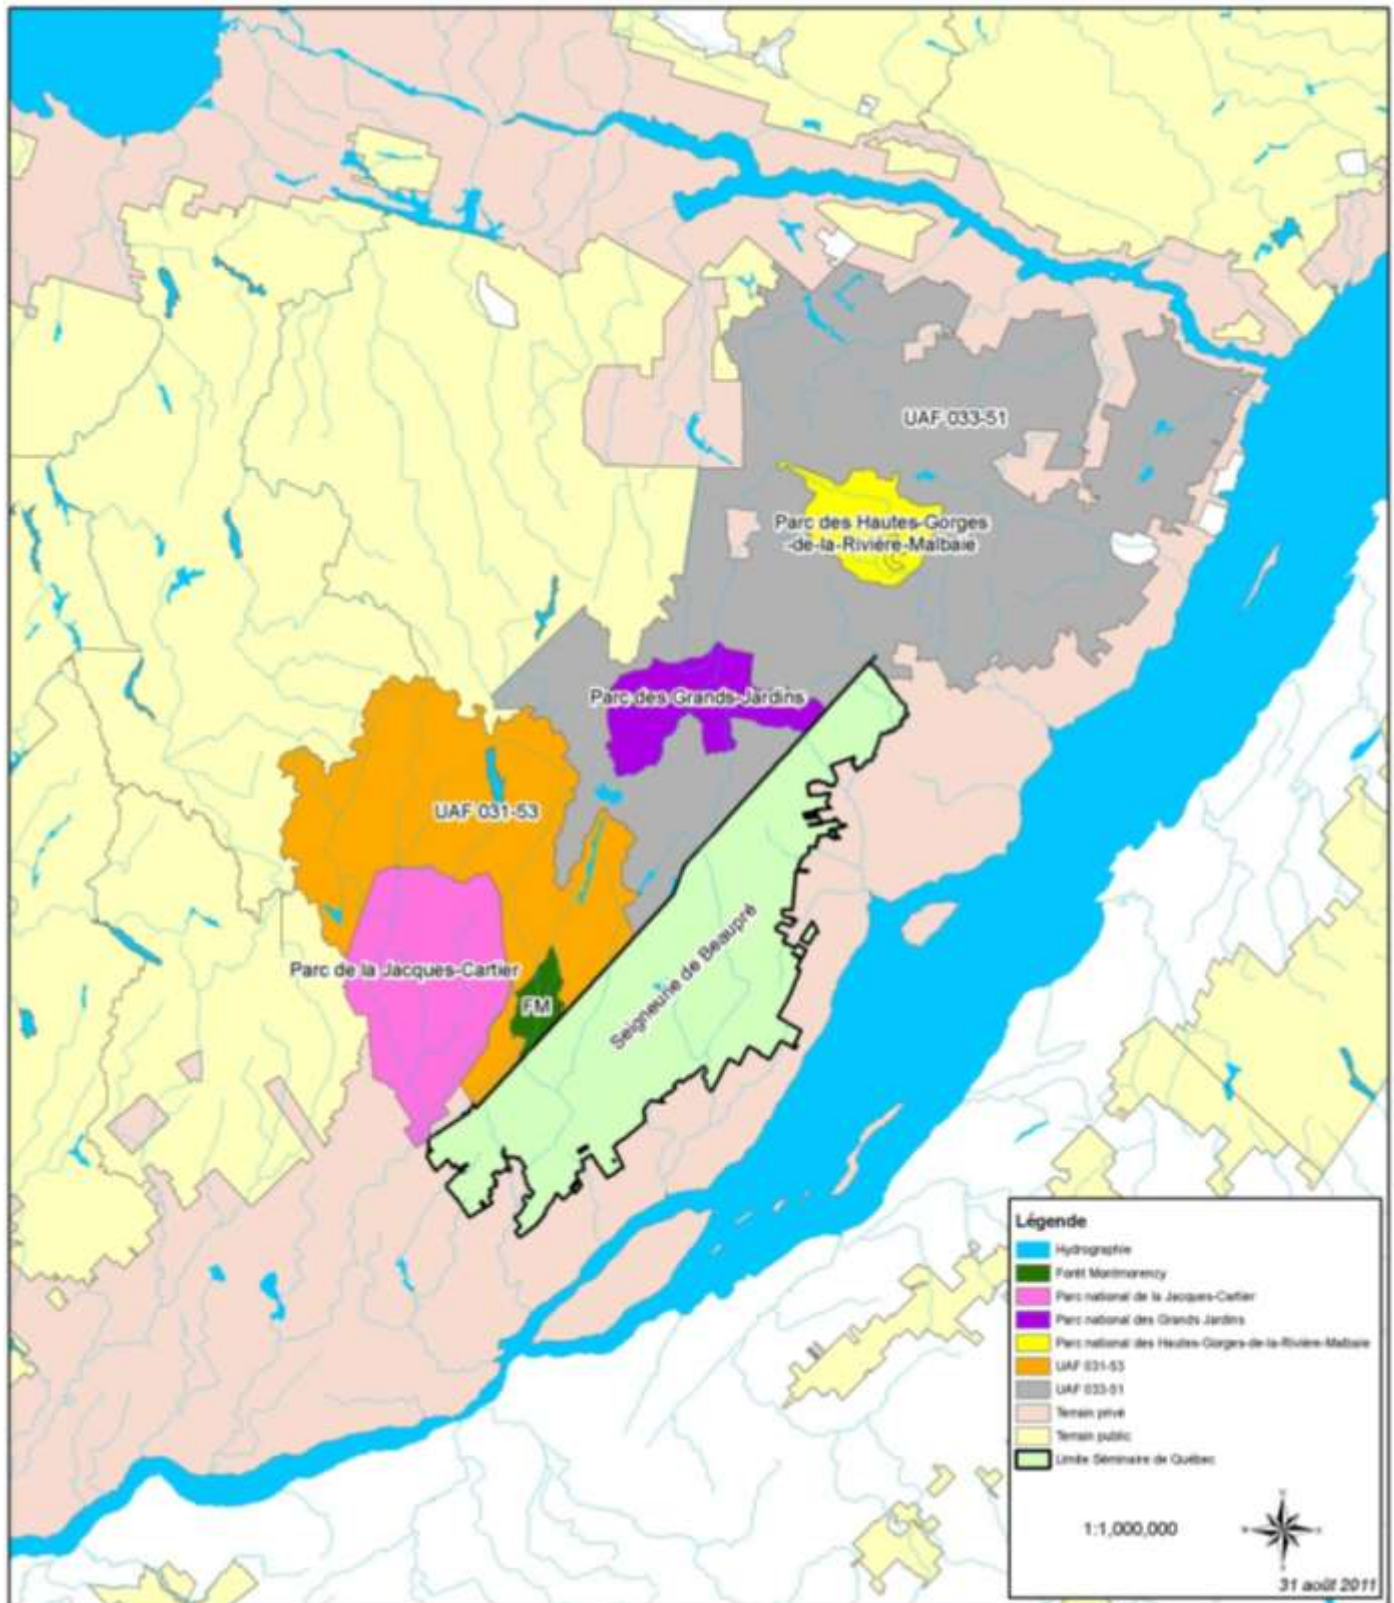 UAF 033-51
Parc des Hautes-Gorges
-de-la-Rivière-Malbaie
Parc des Grands-Jardins
UAF 031-53
Seigneurie de Beaupré
Parc de la Jacques-Cartier
FM
Légende
Hydrographie
Forêt Montmorency
Parc national de la Jacques-Cartier
Parc national des Grands Jardins
Parc national des Hautes-Gorges-de-la-Rivière-Malbaie
UAF 031-53
UAF 033-51
Terrain privé
Terrain public
Limite Séminaire de Québec
1:1,000,000
31 août 2011